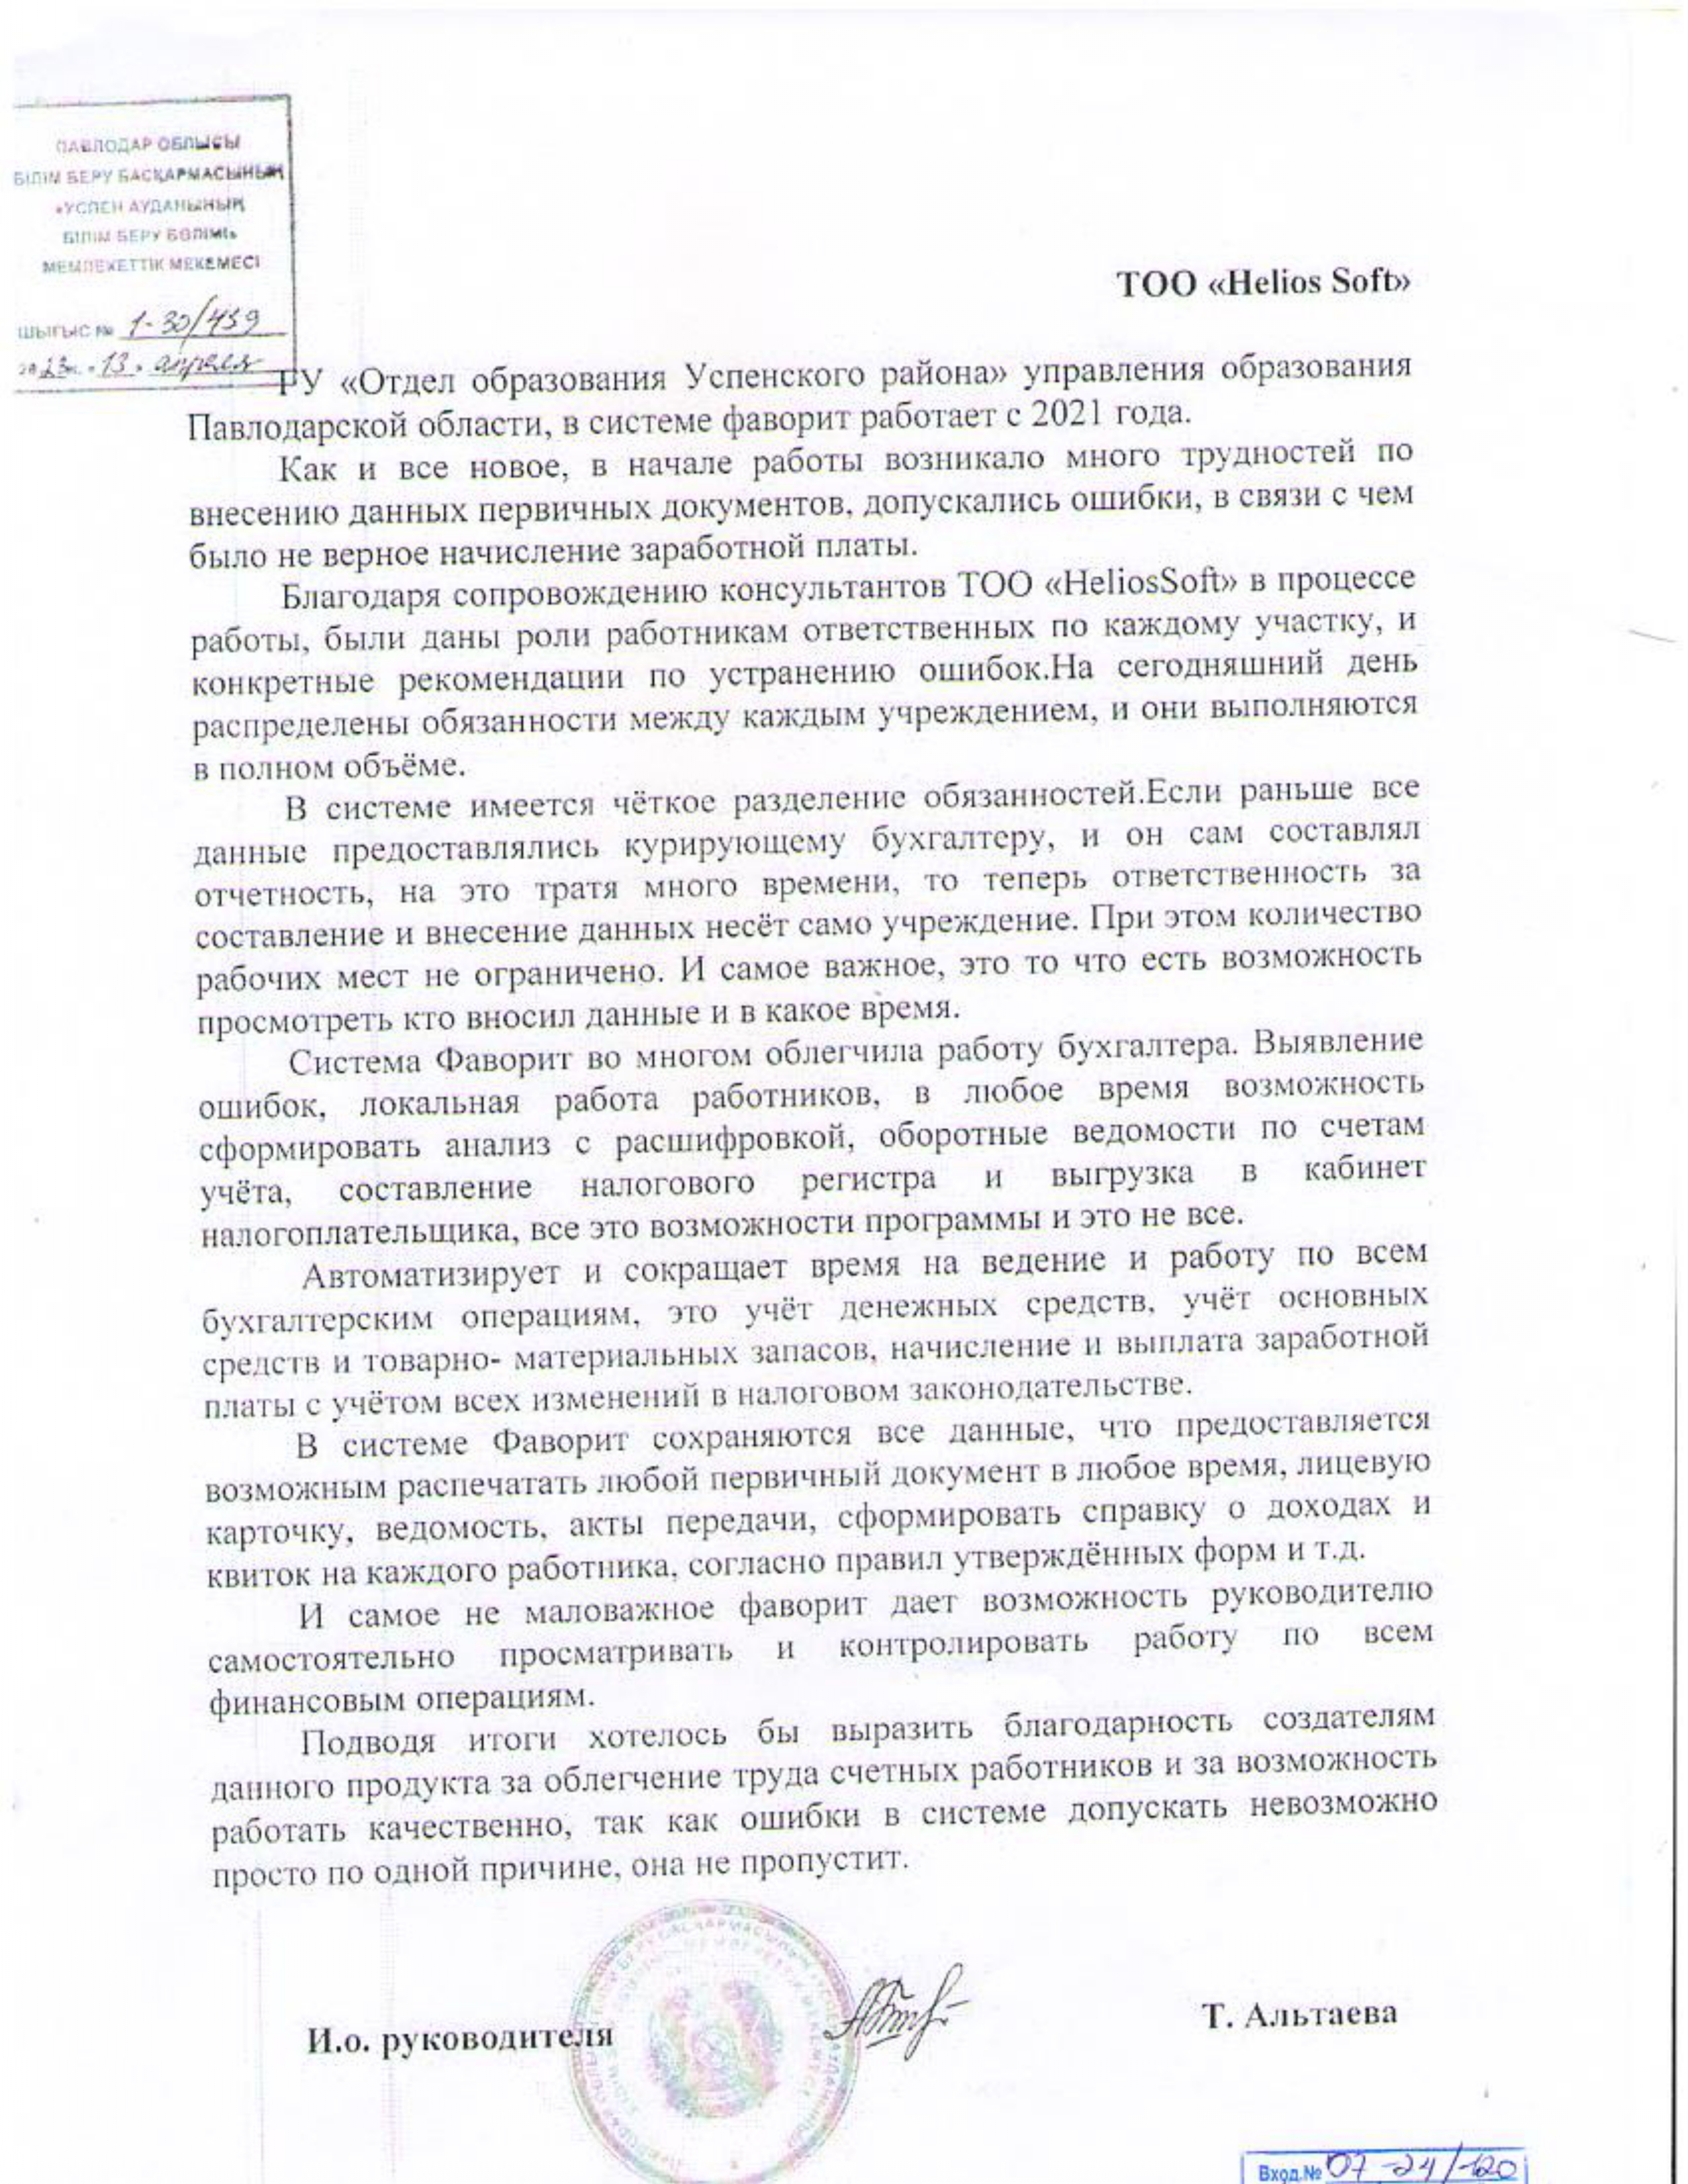 ПАВЛОДАР ОБЛЫСЫ
БІЛІМ БЕРУ БАСҚАРМАСЫНЫҢ
«УСПЕН АУДАНЫНЫҢ
БІЛІМ БЕРУ БӨЛІМІ»
МЕМЛЕКЕТТІК МЕКЕМЕСІ
ШЫҒЫС № 1-30/459
2023ж. «13» апреля
ТОО «Helios Soft»
ГУ «Отдел образования Успенского района» управления образования
Павлодарской области, в системе фаворит работает с 2021 года.
Как и все новое, в начале работы возникало много трудностей по
внесению данных первичных документов, допускались ошибки, в связи с чем
было не верное начисление заработной платы.
Благодаря сопровождению консультантов ТОО «HeliosSoft» в процессе
работы, были даны роли работникам ответственных по каждому участку, и
конкретные рекомендации по устранению ошибок.На сегодняшний день
распределены обязанности между каждым учреждением, и они выполняются
в полном объёме.
В системе имеется чёткое разделение обязанностей.Если раньше все
данные предоставлялись курирующему бухгалтеру, и он сам составлял
отчетность, на это тратя много времени, то теперь ответственность за
составление и внесение данных несёт само учреждение. При этом количество
рабочих мест не ограничено. И самое важное, это то что есть возможность
просмотреть кто вносил данные и в какое время.
Система Фаворит во многом облегчила работу бухгалтера. Выявление
ошибок, локальная работа работников, в любое время возможность
сформировать анализ с расшифровкой, оборотные ведомости по счетам
учёта, составление налогового регистра и выгрузка в кабинет
налогоплательщика, все это возможности программы и это не все.
Автоматизирует и сокращает время на ведение и работу по всем
бухгалтерским операциям, это учёт денежных средств, учёт основных
средств и товарно- материальных запасов, начисление и выплата заработной
платы с учётом всех изменений в налоговом законодательстве.
В системе Фаворит сохраняются все данные, что предоставляется
возможным распечатать любой первичный документ в любое время, лицевую
карточку, ведомость, акты передачи, сформировать справку о доходах и
квиток на каждого работника, согласно правил утверждённых форм и т.д.
И самое не маловажное фаворит дает возможность руководителю
самостоятельно просматривать и контролировать работу по всем
финансовым операциям.
Подводя итоги хотелось бы выразить благодарность создателям
данного продукта за облегчение труда счетных работников и за возможность
работать качественно, так как ошибки в системе допускать невозможно
просто по одной причине, она не пропустит.
И.о. руководителя
Т. Альтаева
Вход.№ 07-24/120